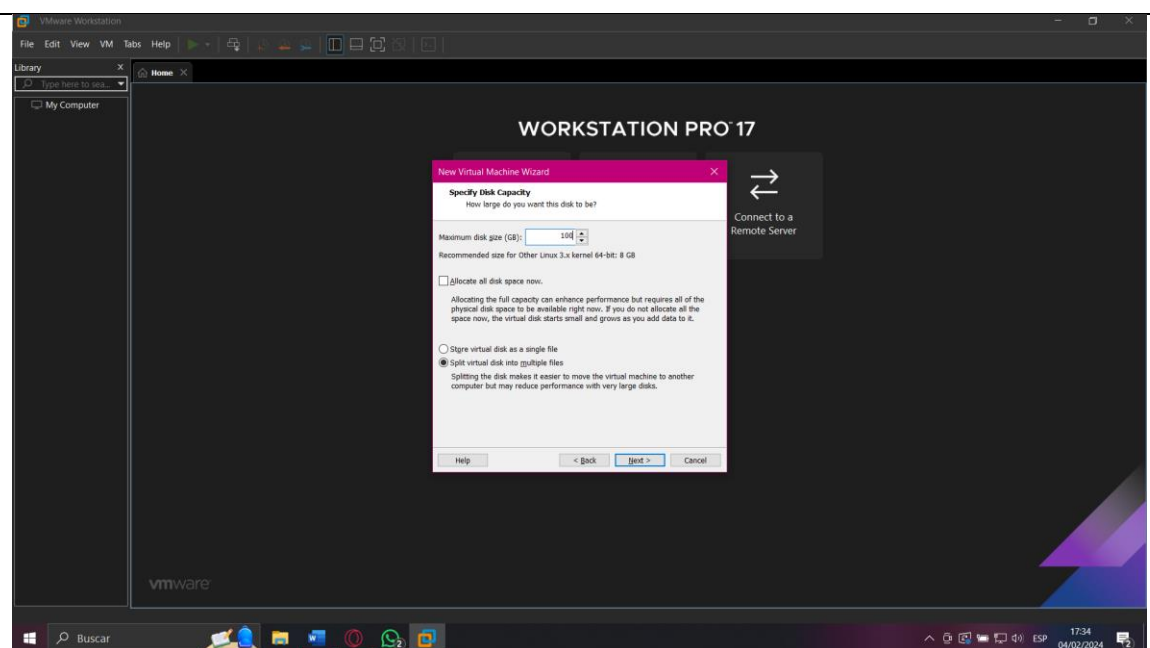 VMware Workstation
File Edit View VM Tabs Help
Library X
Home X
Type here to sea...
My Computer
WORKSTATION PRO™ 17
New Virtual Machine Wizard
Specify Disk Capacity
How large do you want this disk to be?
Connect to a
Remote Server
Maximum disk size (GB): 100
Recommended size for Other Linux 3.x kernel 64-bit: 8 GB
Allocate all disk space now.
Allocating the full capacity can enhance performance but requires all of the
physical disk space to be available right now. If you do not allocate all the
space now, the virtual disk starts small and grows as you add data to it.
Store virtual disk as a single file
Split virtual disk into multiple files
Splitting the disk makes it easier to move the virtual machine to another
computer but may reduce performance with very large disks.
Help < Back Next > Cancel
vmware
Buscar
ESP
17:34
04/02/2024